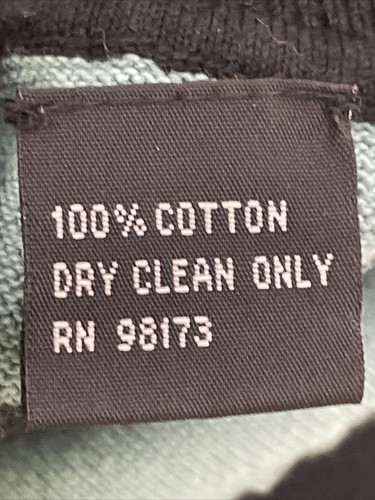 100% COTTON
DRY CLEAN ONLY
RN 98173